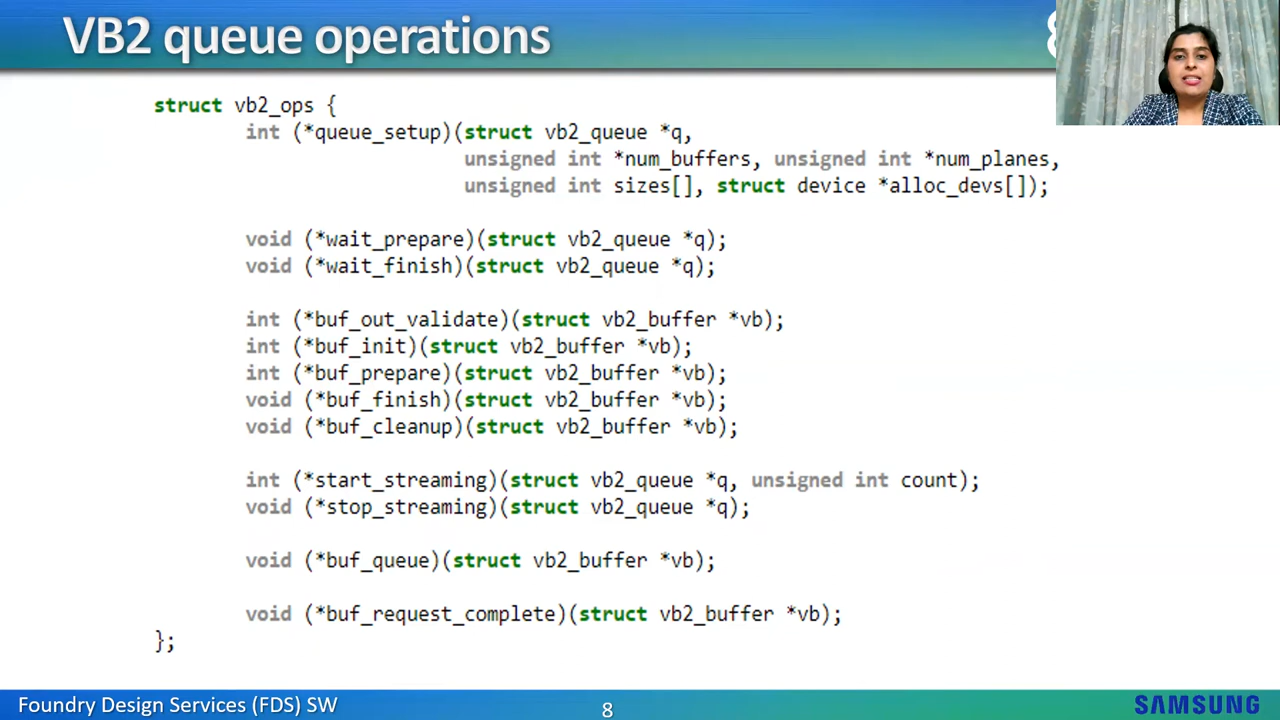 VB2 queue operations
8
struct vb2_ops {
int (*queue_setup)(struct vb2_queue *q,
unsigned int *num_buffers, unsigned int *num_planes,
unsigned int sizes[], struct device *alloc_devs[]);
void (*wait_prepare)(struct vb2_queue *q);
void (*wait_finish)(struct vb2_queue *q);
int (*buf_out_validate)(struct vb2_buffer *vb);
int (*buf_init)(struct vb2_buffer *vb);
int (*buf_prepare)(struct vb2_buffer *vb);
void (*buf_finish)(struct vb2_buffer *vb);
void (*buf_cleanup)(struct vb2_buffer *vb);
int (*start_streaming)(struct vb2_queue *q, unsigned int count);
void (*stop_streaming)(struct vb2_queue *q);
void (*buf_queue)(struct vb2_buffer *vb);
void (*buf_request_complete)(struct vb2_buffer *vb);
};
Foundry Design Services (FDS) SW
8
SAMSUNG